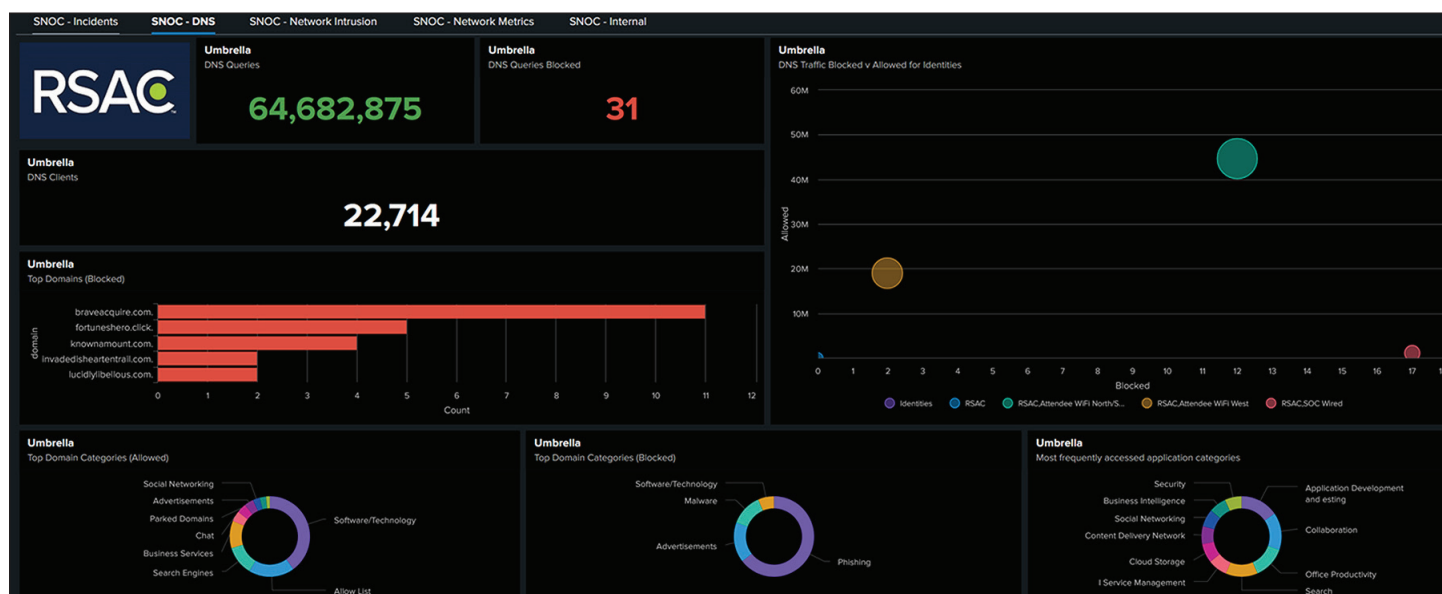 SNOC - Incidents
SNOC - DNS
SNOC - Network Intrusion
SNOC - Network Metrics
SNOC - Internal
RSAC
Umbrella
DNS Queries
64,682,875
Umbrella
DNS Queries Blocked
31
Umbrella
DNS Clients
22,714
Umbrella
Top Domains (Blocked)
domain
braveacquire.com.
fortuneshero.click.
knownamount.com.
invadedisheartentrail.com.
lucidlylibellous.com.
0 1 2 3 4 5 6 7 8 9 10 11 12
Count
Umbrella
DNS Traffic Blocked v Allowed for Identities
Allowed
60M
50M
40M
30M
20M
10M
0 1 2 3 4 5 6 7 8 9 10 11 12 13 14 15 16 17
Blocked
Identities
RSAC
RSAC,Attendee WiFi North/S...
RSAC,Attendee WiFi West
RSAC,SOC Wired
Umbrella
Top Domain Categories (Allowed)
Social Networking
Advertisements
Parked Domains
Chat
Business Services
Search Engines
Software/Technology
Allow List
Umbrella
Top Domain Categories (Blocked)
Software/Technology
Malware
Advertisements
Phishing
Umbrella
Most frequently accessed application categories
Security
Business Intelligence
Social Networking
Content Delivery Network
Cloud Storage
I Service Management
Application Development
and esting
Collaboration
Office Productivity
Search